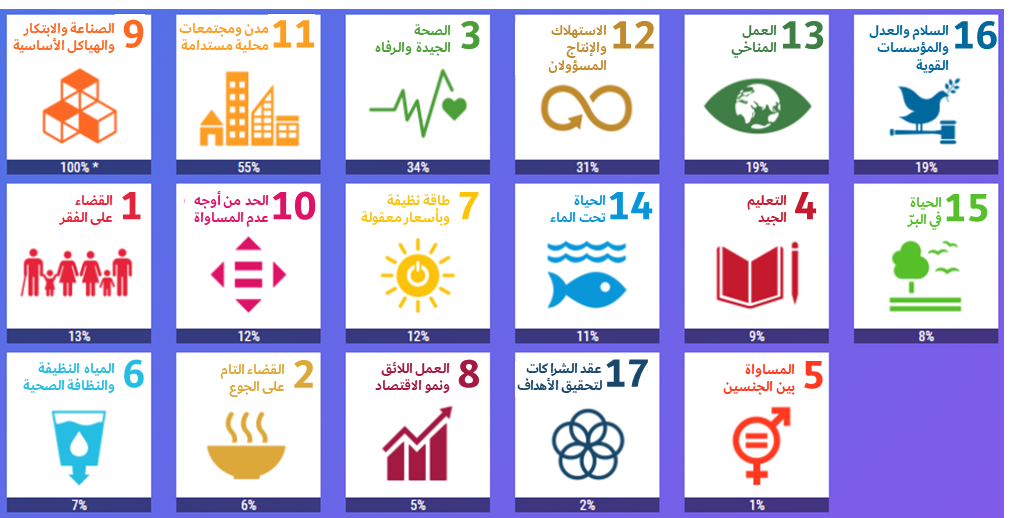 9
الصناعة والابتكار
والهياكل الأساسية
100% *
11
مدن ومجتمعات
محلية مستدامة
55%
3
الصحة
الجيدة والرفاه
34%
12
الاستهلاك
والإنتاج
المسؤولان
31%
13
العمل
المناخي
19%
16
السلام والعدل
والمؤسسات
القوية
19%
1
القضاء
على الفقر
13%
10
الحد من أوجه
عدم المساواة
12%
7
طاقة نظيفة
وبأسعار معقولة
12%
14
الحياة
تحت الماء
11%
4
التعليم
الجيد
9%
15
الحياة
في البرّ
8%
6
المياه النظيفة
والنظافة الصحية
7%
2
القضاء التام
على الجوع
6%
8
العمل اللائق
ونمو الاقتصاد
5%
17
عقد الشراكات
لتحقيق الأهداف
2%
5
المساواة
بين الجنسين
1%